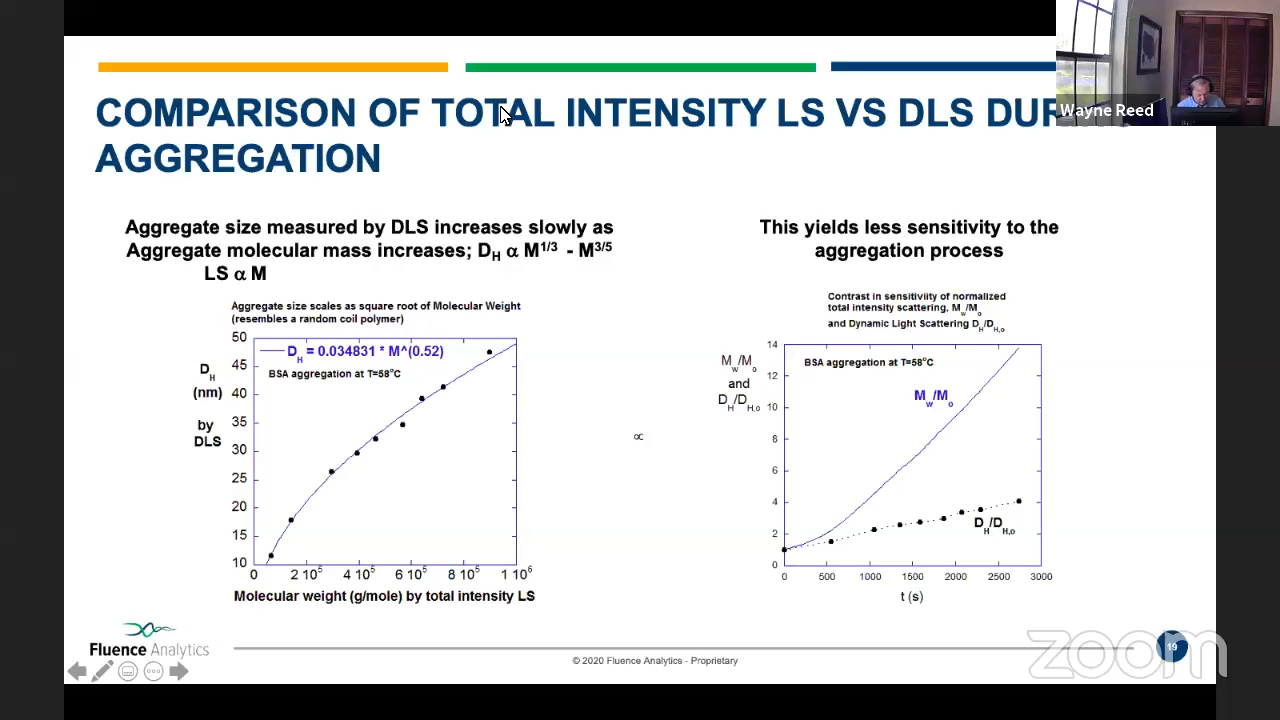 Wayne Reed
COMPARISON OF TOTAL INTENSITY LS VS DLS DUR
AGGREGATION
Aggregate size measured by DLS increases slowly as
Aggregate molecular mass increases; D_H α M^1/3 - M^3/5
LS α M
This yields less sensitivity to the
aggregation process
Aggregate size scales as square root of Molecular Weight
(resembles a random coil polymer)
50
45
40
35
30
25
20
15
10
D_H
(nm)
by
DLS
D_H = 0.034831 * M^(0.52)
BSA aggregation at T=58°C
0
2 10^5
4 10^5
6 10^5
8 10^5
1 10^6
Molecular weight (g/mole) by total intensity LS
∝
Contrast in sensitiviity of normalized
total intensity scattering, M_w/M_o
and Dynamic Light Scattering D_H/D_H,o
M_w/M_o
and
D_H/D_H,o
14
12
10
8
6
4
2
0
BSA aggregation at T=58°C
M_w/M_o
D_H/D_H,o
0
500
1000
1500
2000
2500
3000
t (s)
Fluence Analytics
© 2020 Fluence Analytics - Proprietary
zoom
19